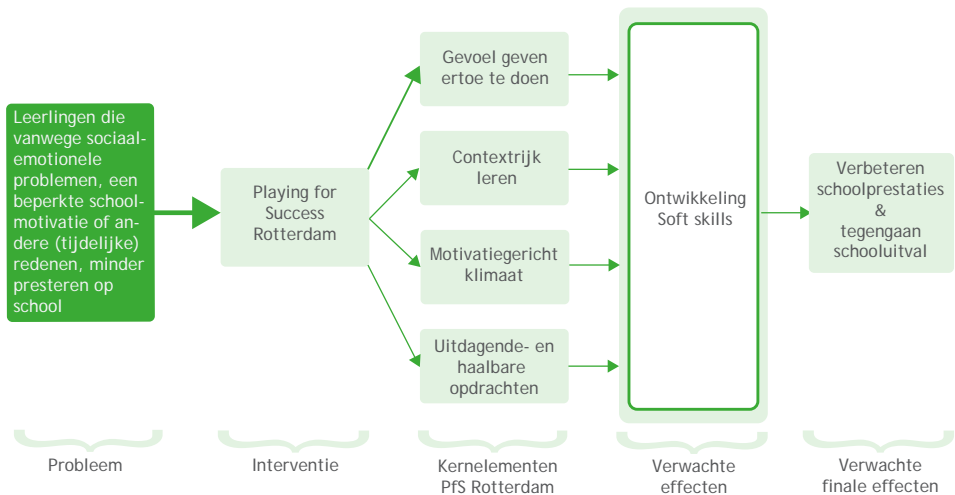 Leerlingen die
vanwege sociaal-
emotionele
problemen, een
beperkte school-
motivatie of an-
dere (tijdelijke)
redenen, minder
presteren op
school
Playing for
Success
Rotterdam
Gevoel geven
ertoe te doen
Contextrijk
leren
Motivatiegericht
klimaat
Uitdagende- en
haalbare
opdrachten
Ontwikkeling
Soft skills
Verbeteren
schoolprestaties
&
tegengaan
schooluitval
Probleem
Interventie
Kernelementen
PfS Rotterdam
Verwachte
effecten
Verwachte
finale effecten